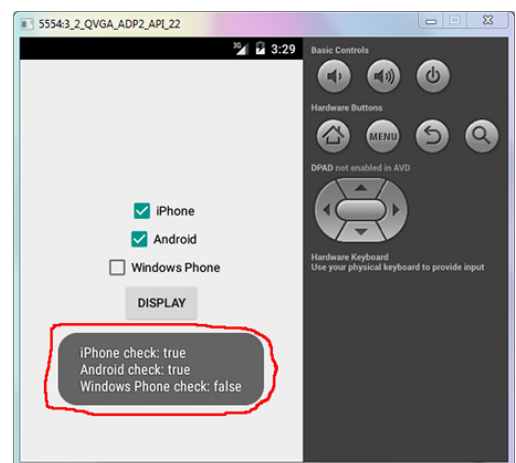 5554:3_2_QVGA_ADP2_API_22
3G 3:29
iPhone
Android
Windows Phone
DISPLAY
iPhone check: true
Android check: true
Windows Phone check: false
Basic Controls
Hardware Buttons
MENU
DPAD not enabled in AVD
Hardware Keyboard
Use your physical keyboard to provide input